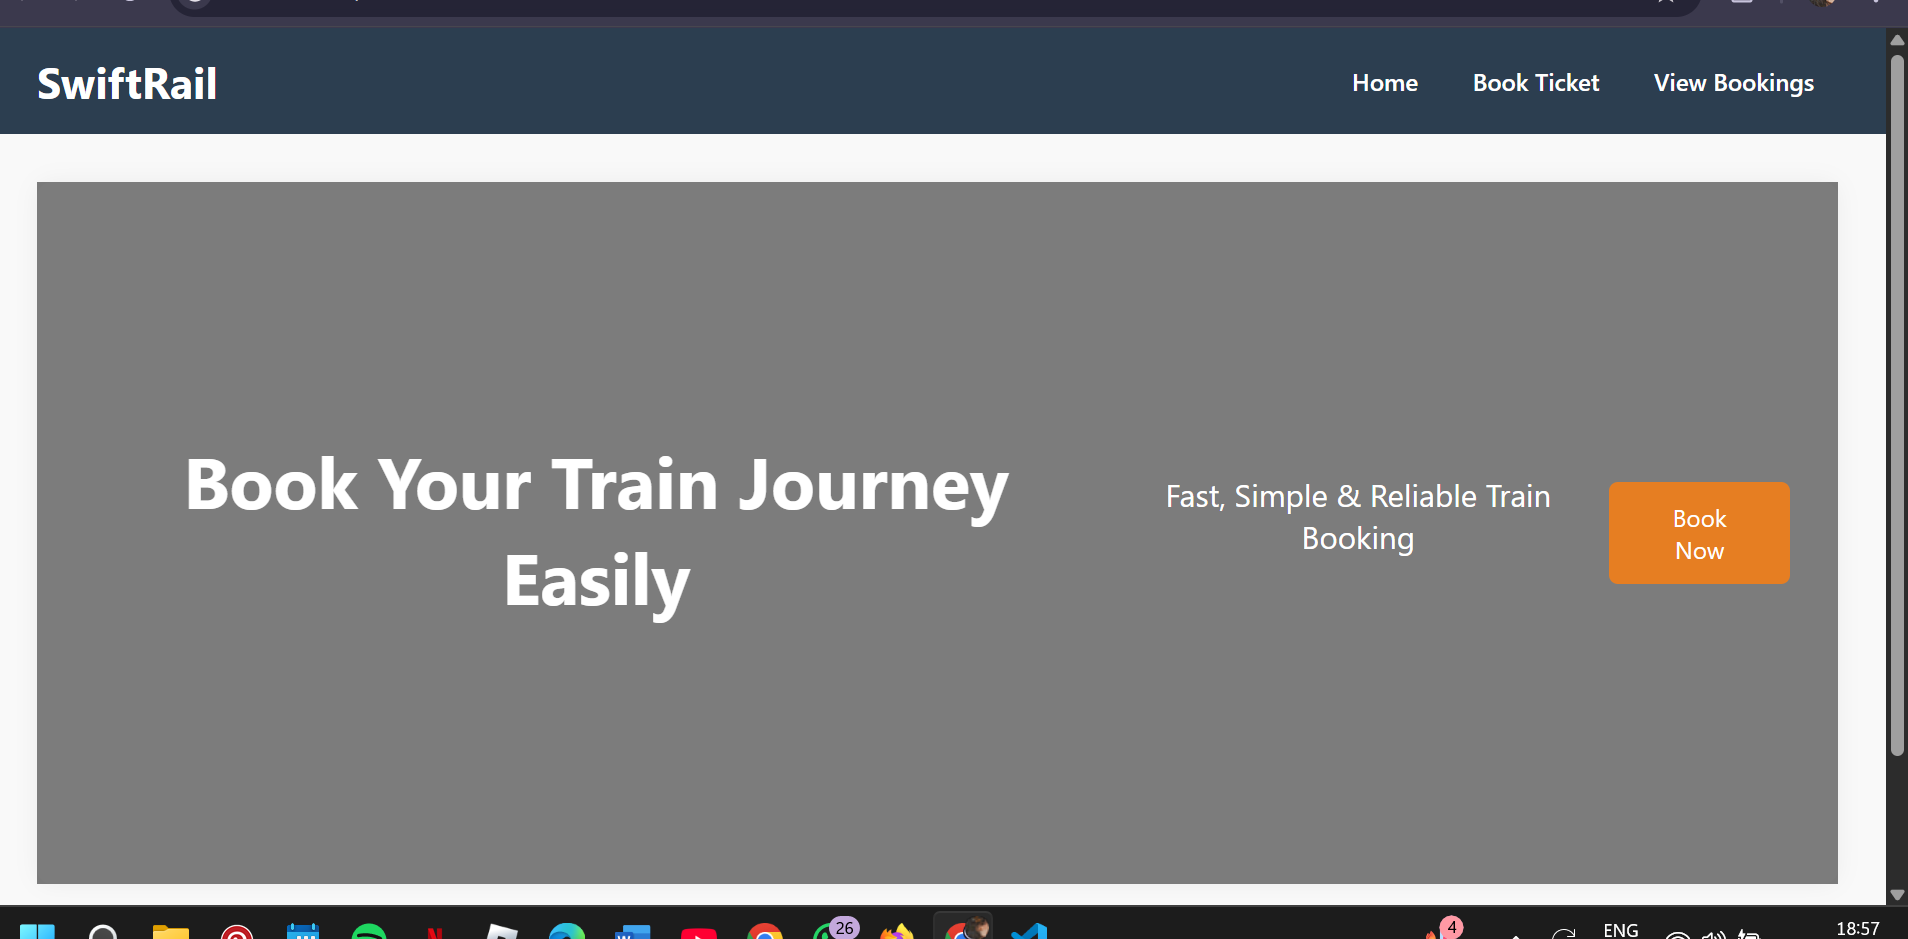 SwiftRail
Home
Book Ticket
View Bookings
Book Your Train Journey
Easily
Fast, Simple & Reliable Train
Booking
Book
Now
26
4
ENG
18:57